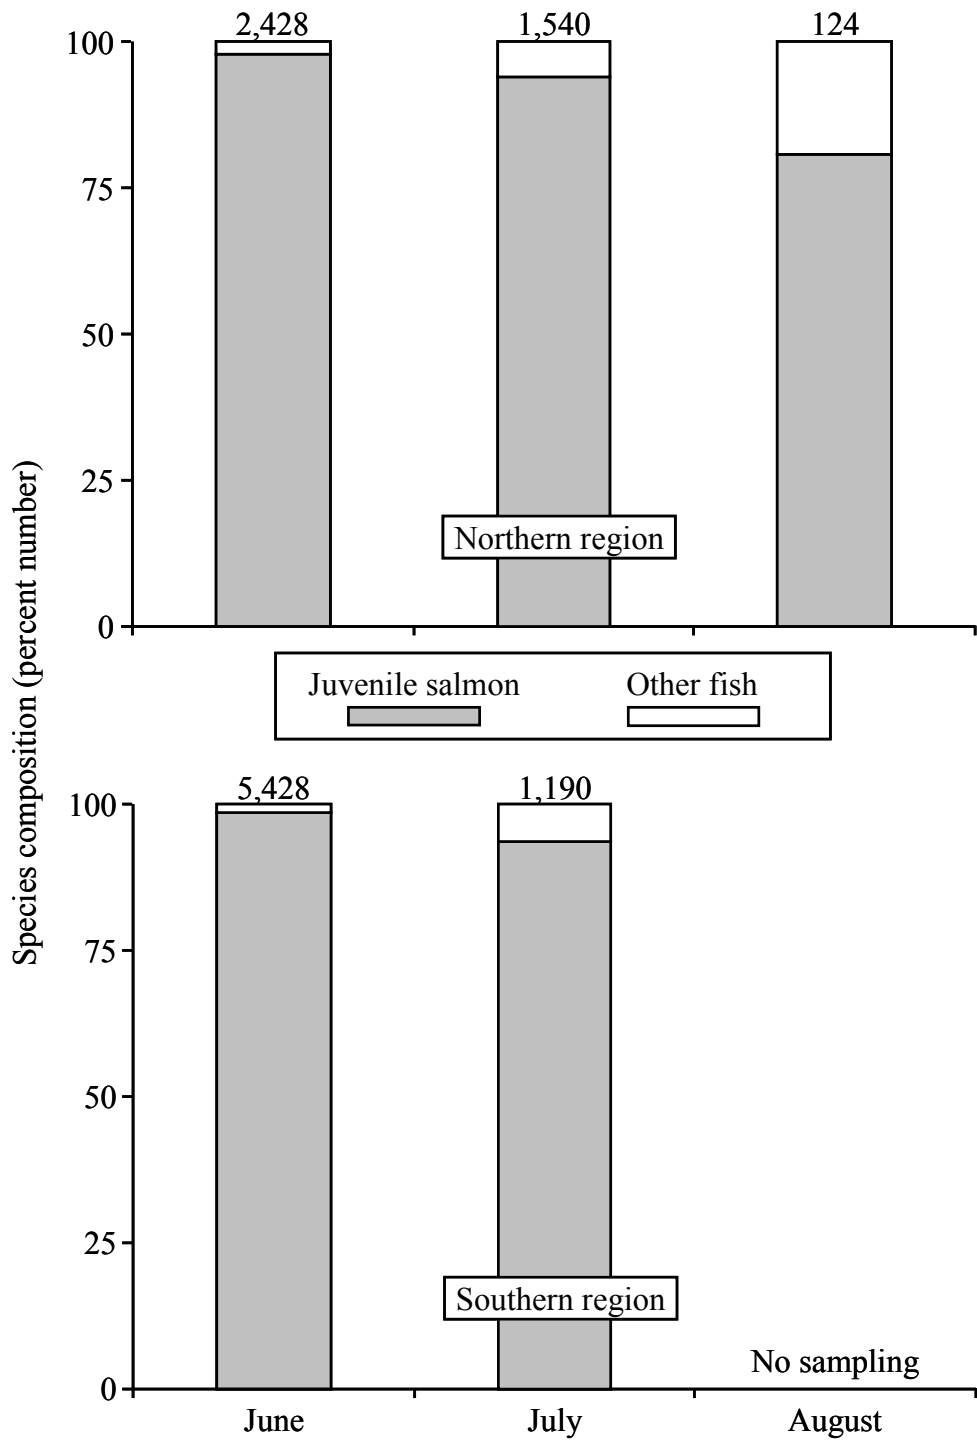 2,428 1,540 124
100
75
50
25
Northern region
0
Species composition (percent number)
Juvenile salmon Other fish
5,428 1,190
100
75
50
25
Southern region
No sampling
0
June July August